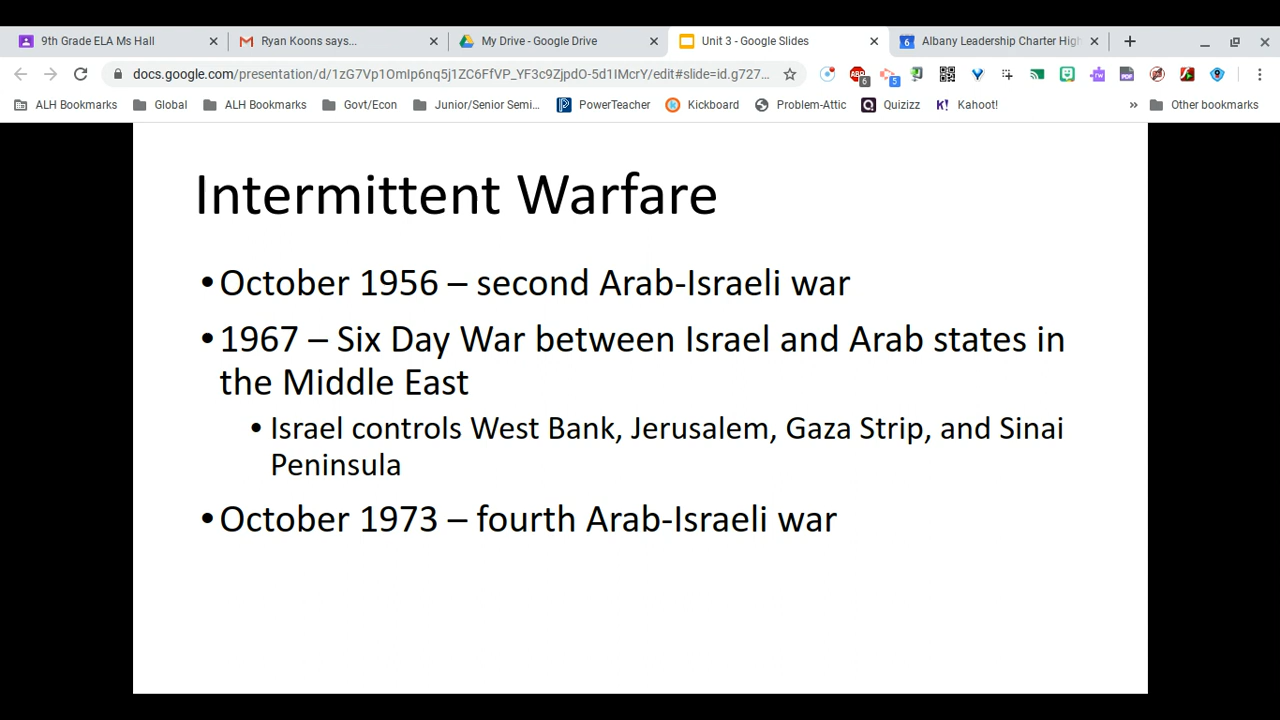 9th Grade ELA Ms Hall
Ryan Koons says...
My Drive - Google Drive
Unit 3 - Google Slides
Albany Leadership Charter High
docs.google.com/presentation/d/1zG7Vp1OnIp0Pq5j1ZC6FfVP_YF3c9ZjpdO-5d1IMcrY/edit#slide=id.g727...
ALH Bookmarks
Global
ALH Bookmarks
Govt/Econ
Junior/Senior Semi...
PowerTeacher
Kickboard
Problem-Attic
Quizizz
Kahoot!
»
Other bookmarks
Intermittent Warfare
•October 1956 – second Arab-Israeli war
•1967 – Six Day War between Israel and Arab states in
the Middle East
• Israel controls West Bank, Jerusalem, Gaza Strip, and Sinai
Peninsula
•October 1973 – fourth Arab-Israeli war